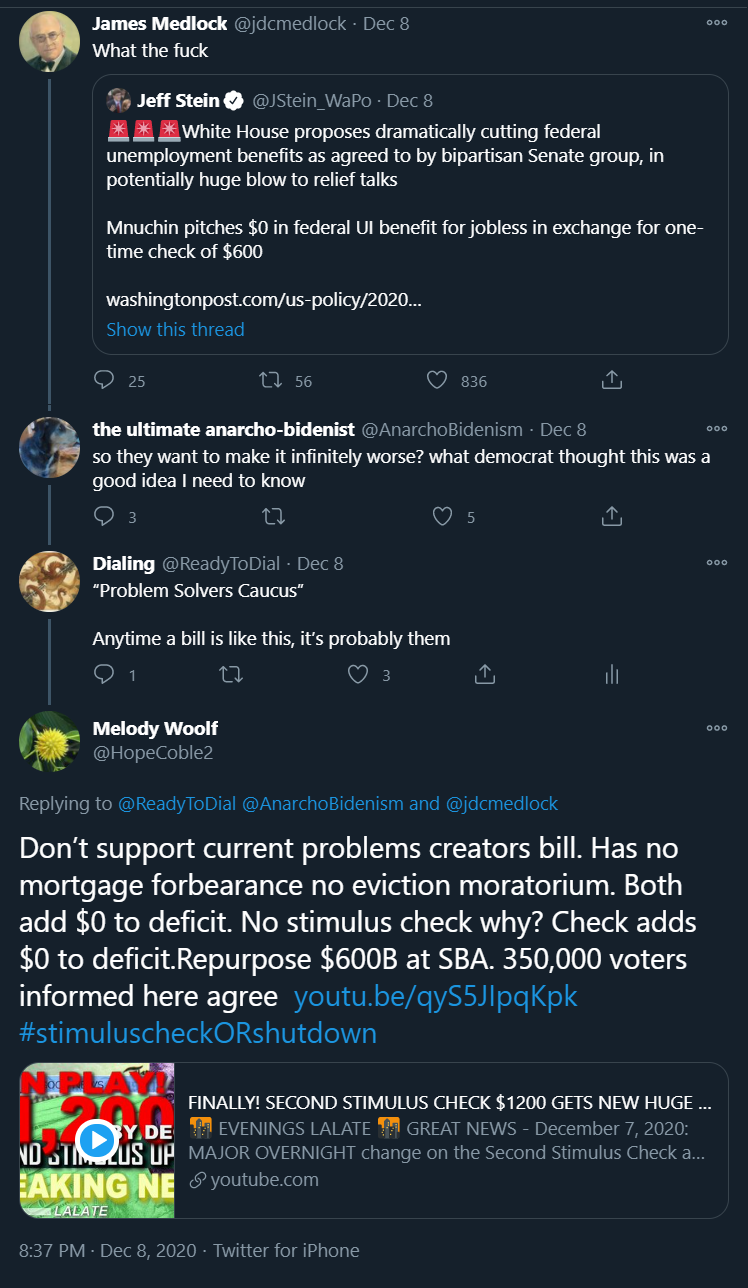 James Medlock @jdcmedlock · Dec 8
What the fuck
Jeff Stein @JStein_WaPo · Dec 8
🚨🚨🚨White House proposes dramatically cutting federal
unemployment benefits as agreed to by bipartisan Senate group, in
potentially huge blow to relief talks
Mnuchin pitches $0 in federal UI benefit for jobless in exchange for one-
time check of $600
washingtonpost.com/us-policy/2020...
Show this thread
25 56 836
the ultimate anarcho-bidenist @AnarchoBidenism · Dec 8
so they want to make it infinitely worse? what democrat thought this was a
good idea I need to know
3 5
Dialing @ReadyToDial · Dec 8
“Problem Solvers Caucus”
Anytime a bill is like this, it’s probably them
1 3
Melody Woolf
@HopeCoble2
Replying to @ReadyToDial @AnarchoBidenism and @jdcmedlock
Don’t support current problems creators bill. Has no
mortgage forbearance no eviction moratorium. Both
add $0 to deficit. No stimulus check why? Check adds
$0 to deficit.Repurpose $600B at SBA. 350,000 voters
informed here agree youtu.be/qyS5JIpqKpk
#stimuluscheckORshutdown
N PLAY!
1,200
BY DE
ND STIMULUS UP
EAKING NE
LALATE
FINALLY! SECOND STIMULUS CHECK $1200 GETS NEW HUGE ...
EVENINGS LALATE GREAT NEWS - December 7, 2020:
MAJOR OVERNIGHT change on the Second Stimulus Check a...
youtube.com
8:37 PM · Dec 8, 2020 · Twitter for iPhone